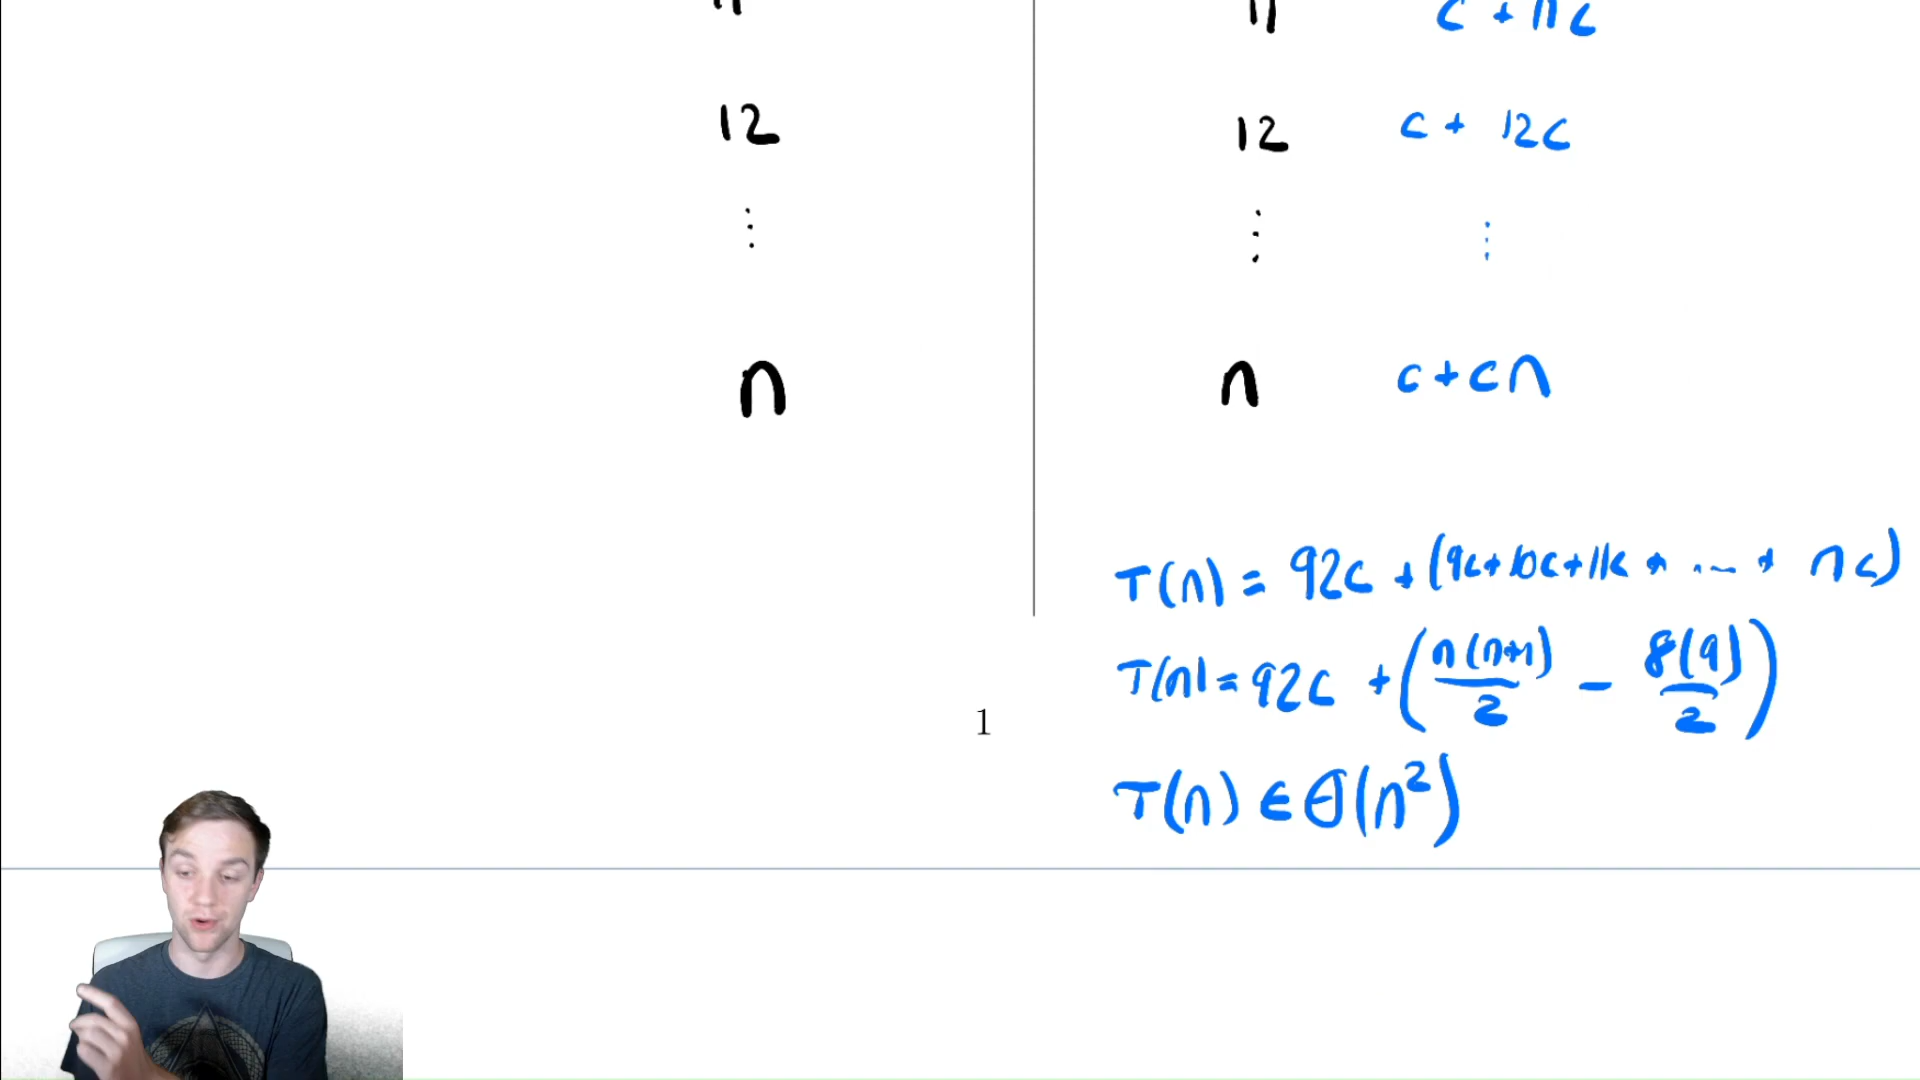 11 11 c + 11c
12 12 c + 12c
⋮ ⋮ ⋮
n n c + cn
T(n) = 92c + (9c+10c+11c + ... + nc)
T(n) = 92c + (n(n+1)/2 - 8(9)/2)
1
T(n) ∈ Θ(n²)